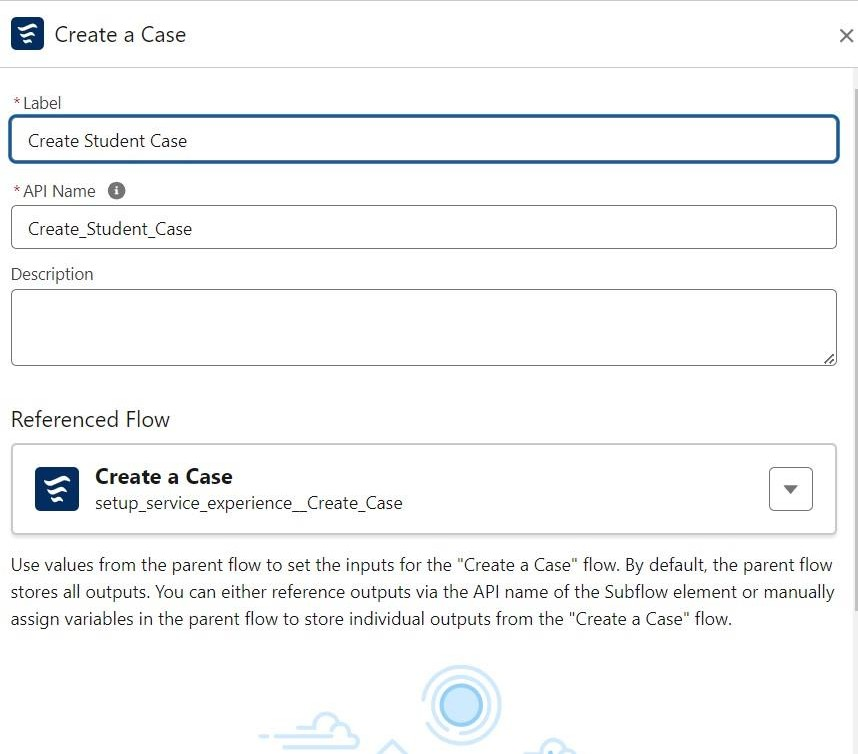 Create a Case
* Label
Create Student Case
* API Name
Create_Student_Case
Description
Referenced Flow
Create a Case
setup_service_experience__Create_Case
Use values from the parent flow to set the inputs for the "Create a Case" flow. By default, the parent flow
stores all outputs. You can either reference outputs via the API name of the Subflow element or manually
assign variables in the parent flow to store individual outputs from the "Create a Case" flow.